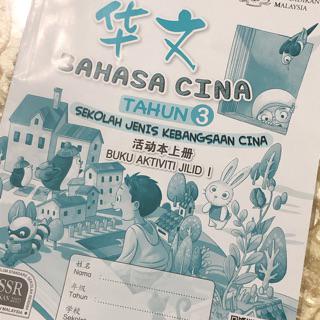 MALAYSIA
华文
BAHASA CINA
TAHUN 3
SEKOLAH JENIS KEBANGSAAN CINA
活动本上册
BUKU AKTIVITI JILID 1
姓名
Nama
年级
Tahun
学校